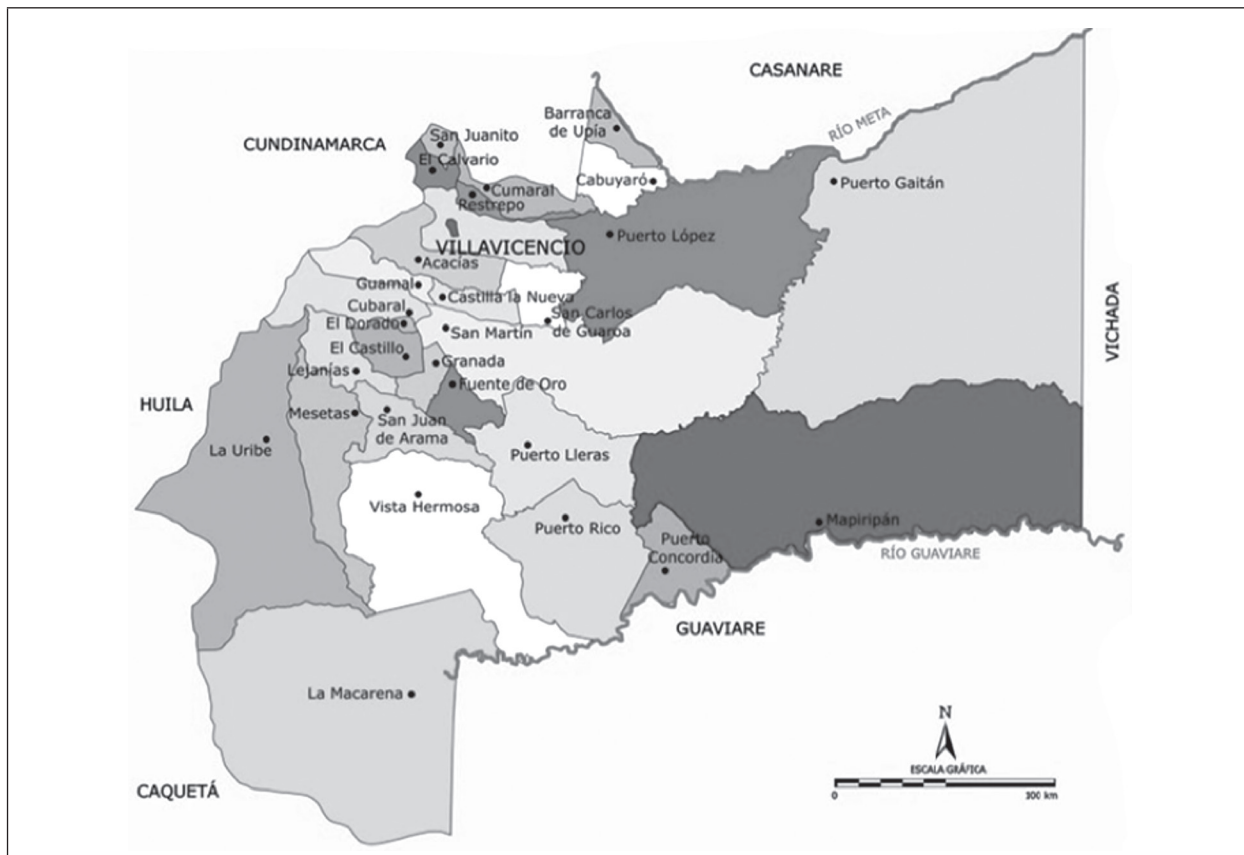 CASANARE
RÍO META
Barranca
de Upía
CUNDINAMARCA
San Juanito
El Calvario
Cabuyaró
Puerto Gaitán
Cumaral
Restrepo
Puerto López
VILLAVICENCIO
Acacías
Guamal
Castilla la Nueva
Cubaral
San Carlos
de Guaroa
El Dorado
San Martín
El Castillo
Granada
Lejanías
Fuente de Oro
VICHADA
HUILA
Mesetas
San Juan
de Arama
La Uribe
Puerto Lleras
Vista Hermosa
Puerto Rico
Mapiripán
Puerto
Concordia
RÍO GUAVIARE
GUAVIARE
La Macarena
N
ESCALA GRÁFICA
CAQUETÁ
0